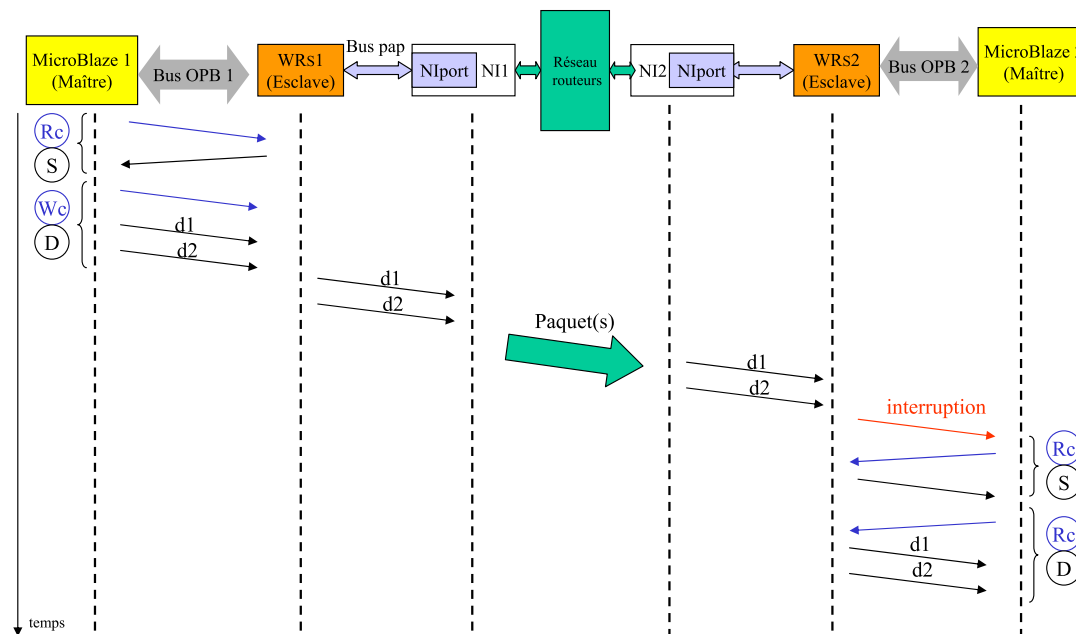 MicroBlaze 1
(Maître)
Bus OPB 1
WRS1
(Esclave)
Bus pap
NIport
NI1
Réseau
routeurs
NI2
NIport
WRS2
(Esclave)
Bus OPB 2
MicroBlaze 2
(Maître)
Rc
S
Wc
d1
D
d2
d1
d2
Paquet(s)
d1
d2
interruption
Rc
S
Rc
d1
D
d2
temps